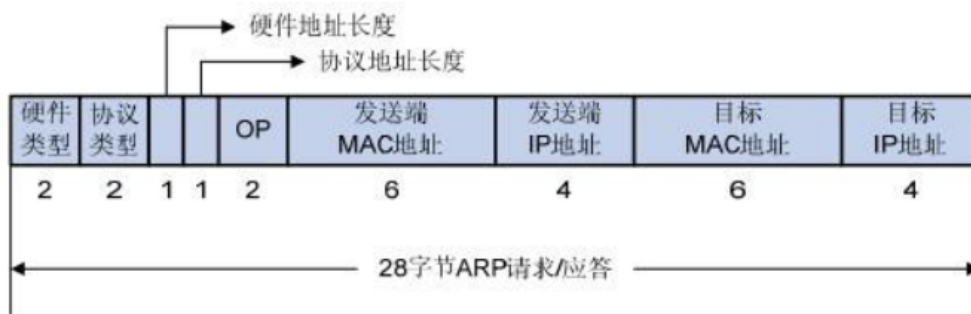 硬件地址长度
协议地址长度
硬件类型 协议类型 OP 发送端MAC地址 发送端IP地址 目标MAC地址 目标IP地址
2 2 1 1 2 6 4 6 4
28字节ARP请求/应答